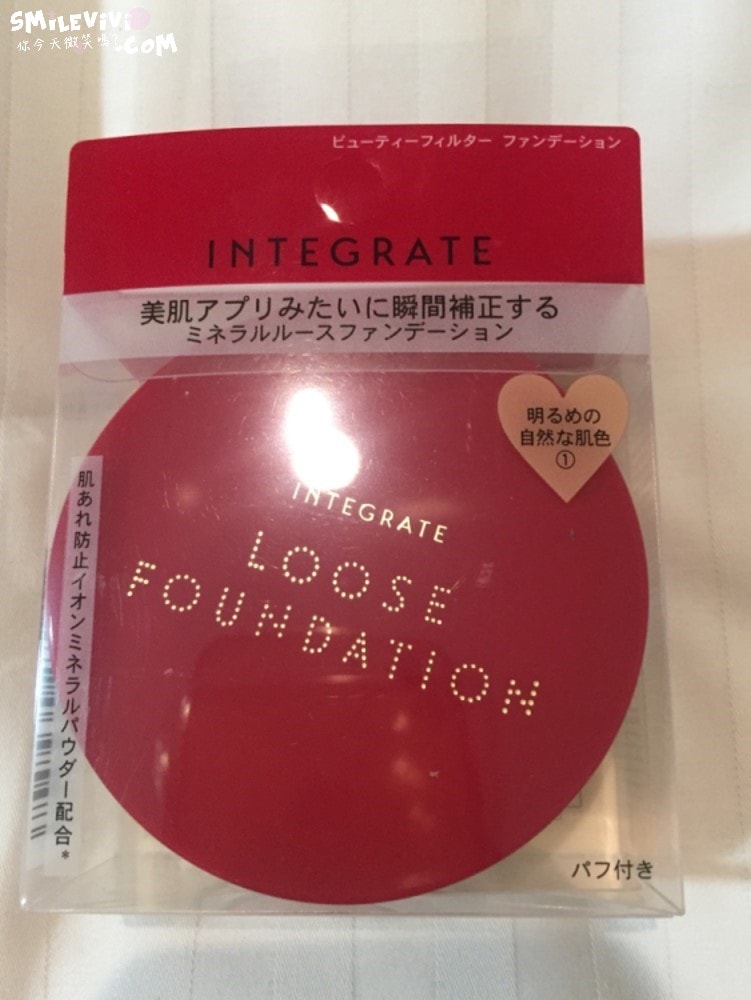 SMILEVIVI
你今天微笑嗎?.COM
ビューティーフィルター ファンデーション
INTEGRATE
美肌アプリみたいに瞬間補正する
ミネラルルースファンデーション
明るめの
自然な肌色
①
INTEGRATE
LOOSE
FOUNDATION
肌あれ防止イオンミネラルパウダー配合*
パフ付き